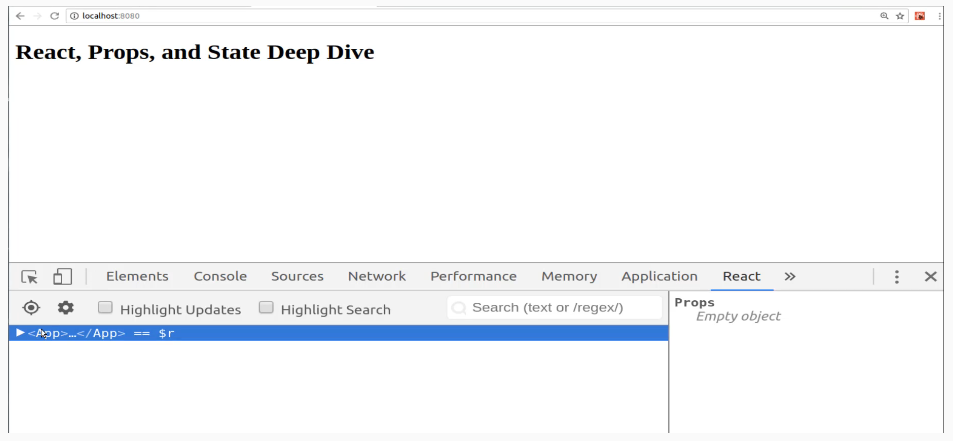 localhost:8080
React, Props, and State Deep Dive
Elements Console Sources Network Performance Memory Application React »
Highlight Updates Highlight Search Search (text or /regex/)
Props
Empty object
▶<App>…</App> == $r